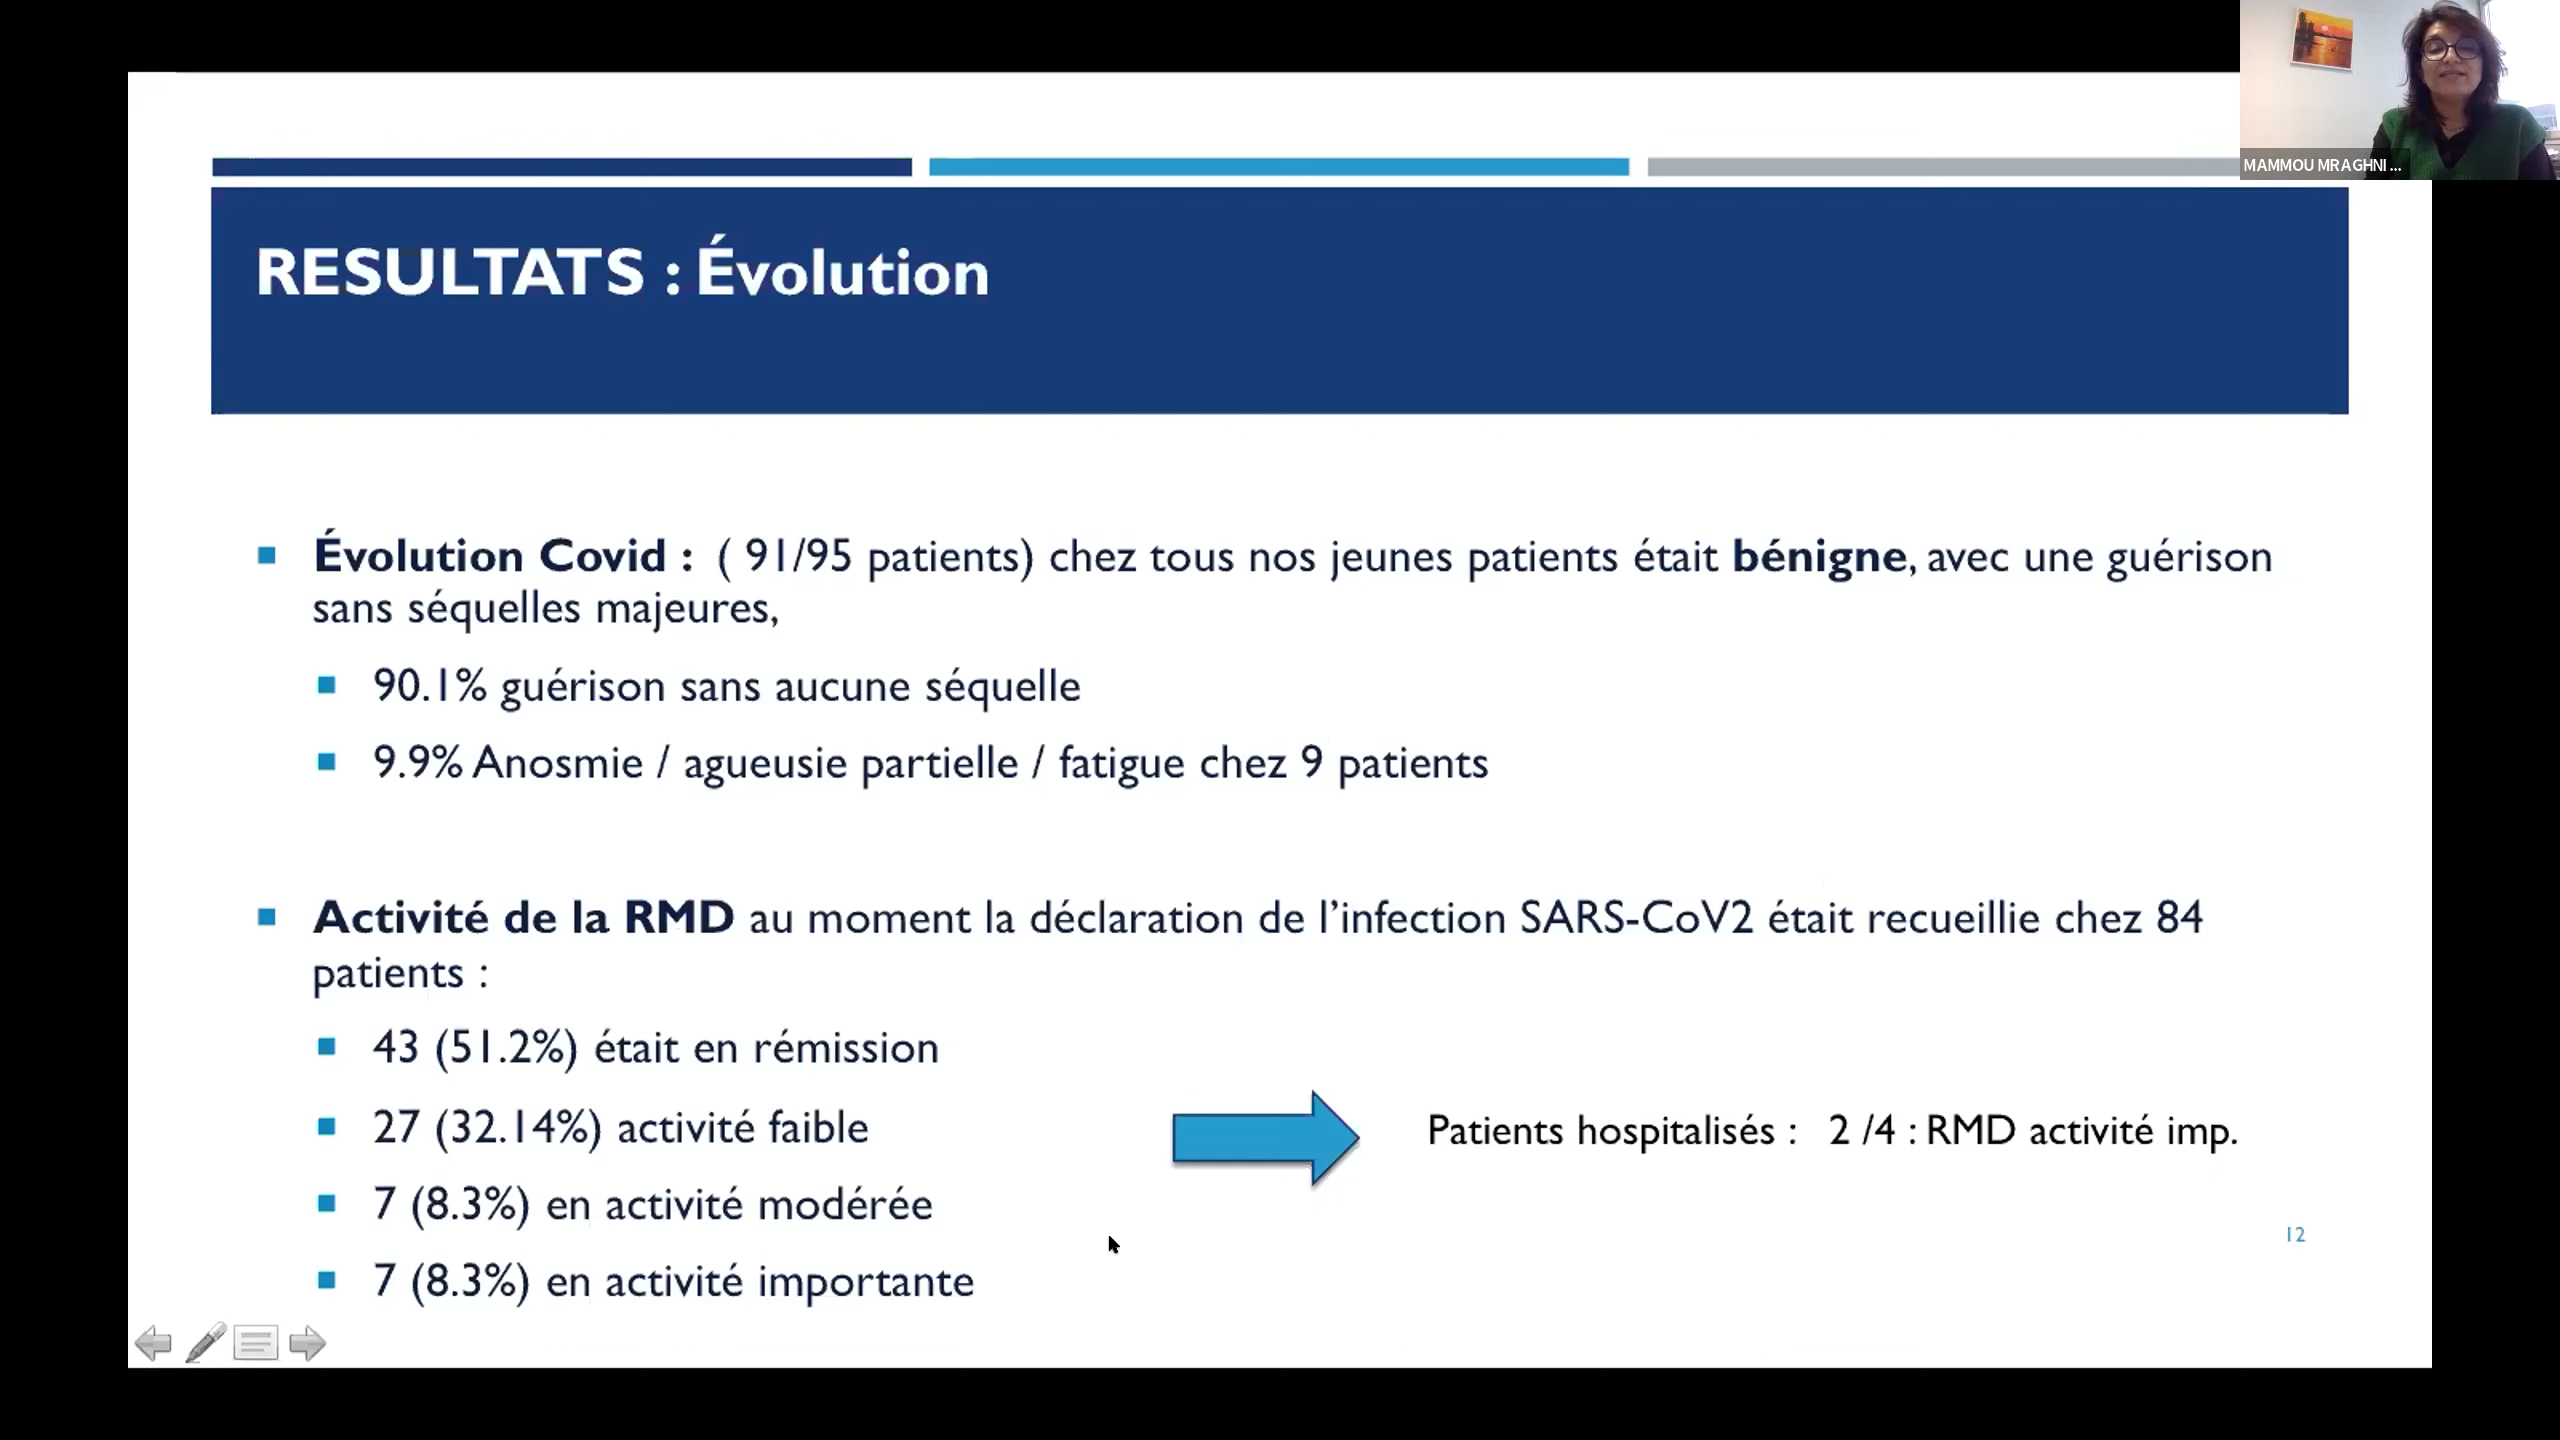 MAMMOU MRAGHNI ...
RESULTATS : Évolution
Évolution Covid : ( 91/95 patients) chez tous nos jeunes patients était bénigne, avec une guérison
sans séquelles majeures,
90.1% guérison sans aucune séquelle
9.9% Anosmie / agueusie partielle / fatigue chez 9 patients
Activité de la RMD au moment la déclaration de l'infection SARS-CoV2 était recueillie chez 84
patients :
43 (51.2%) était en rémission
27 (32.14%) activité faible
Patients hospitalisés : 2 /4 : RMD activité imp.
7 (8.3%) en activité modérée
12
7 (8.3%) en activité importante